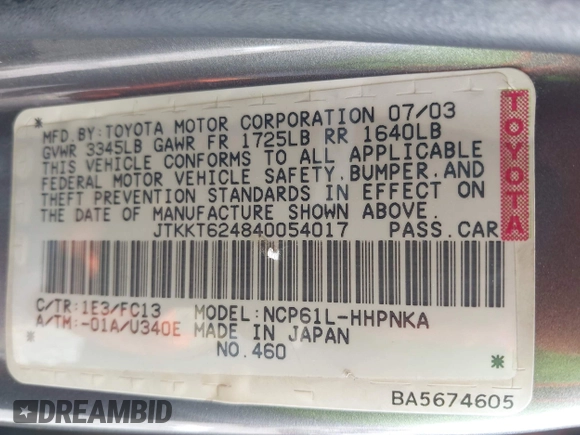 MFD.BY:TOYOTA MOTOR CORPORATION 07/03
GVWR 3345LB GAWR FR 1725LB RR 1640LB
THIS VEHICLE CONFORMS TO ALL APPLICABLE
FEDERAL MOTOR VEHICLE SAFETY.BUMPER.AND
THEFT PREVENTION STANDARDS IN EFFECT ON
THE DATE OF MANUFACTURE SHOWN ABOVE.
JTKKT624840054017 PASS.CAR
TOYOTA
C/TR:1E3/FC13 MODEL:NCP61L-HHPNKA
A/TM:-01A/U340E MADE IN JAPAN
NO.460
BA5674605
DREAMBID